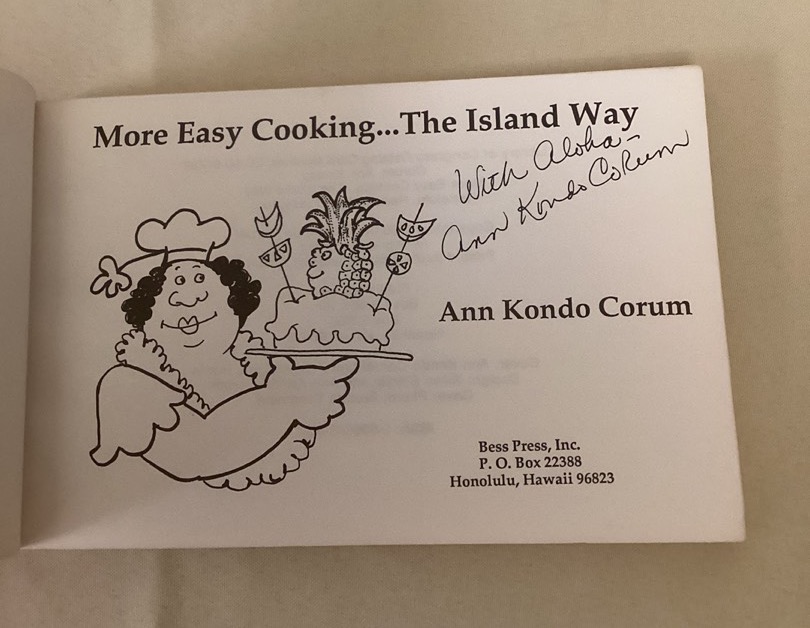 More Easy Cooking...The Island Way
With Aloha-
Ann Kondo Corum
Ann Kondo Corum
Bess Press, Inc.
P. O. Box 22388
Honolulu, Hawaii 96823